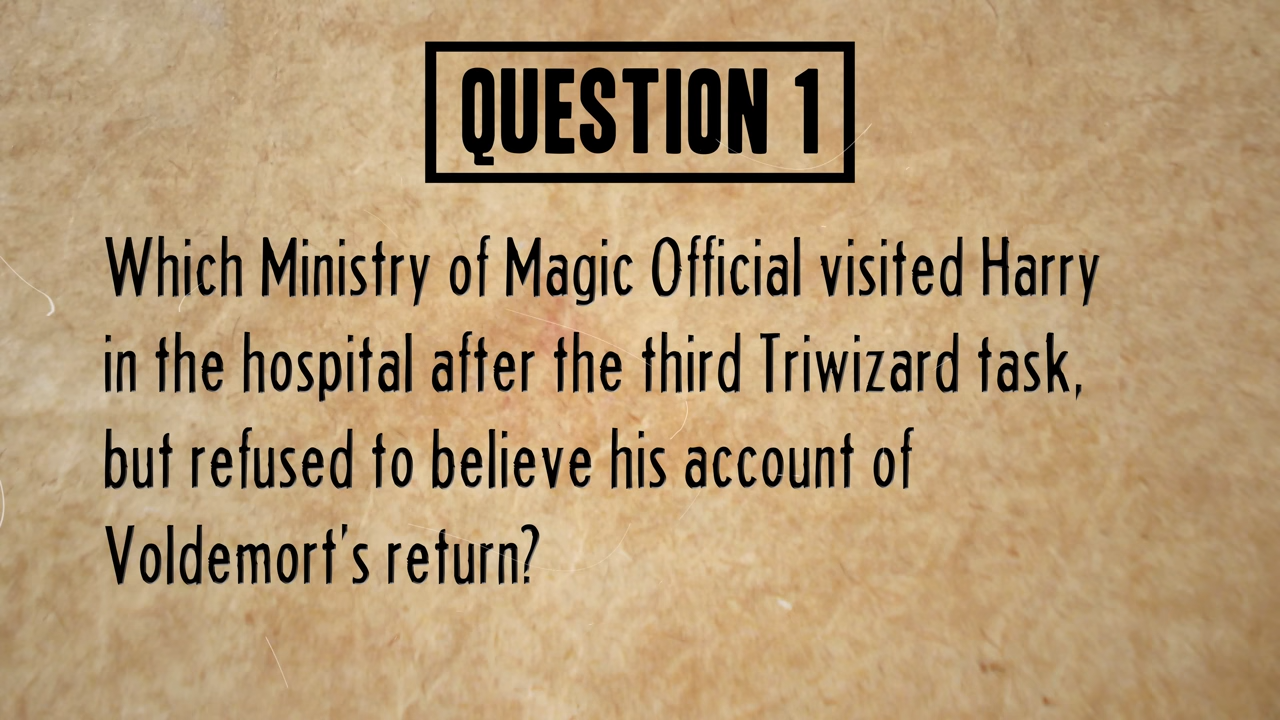 QUESTION 1
Which Ministry of Magic Official visited Harry
in the hospital after the third Triwizard task,
but refused to believe his account of
Voldemort's return?